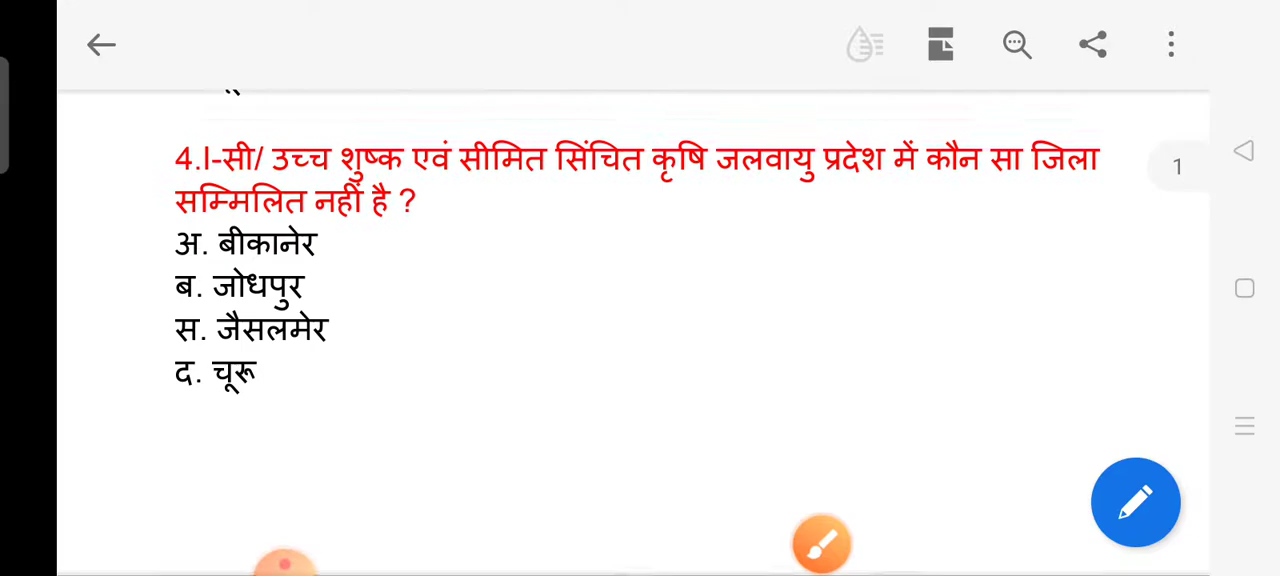 4.I-सी/ उच्च शुष्क एवं सीमित सिंचित कृषि जलवायु प्रदेश में कौन सा जिला
सम्मिलित नहीं है ?
अ. बीकानेर
ब. जोधपुर
स. जैसलमेर
द. चूरू
1